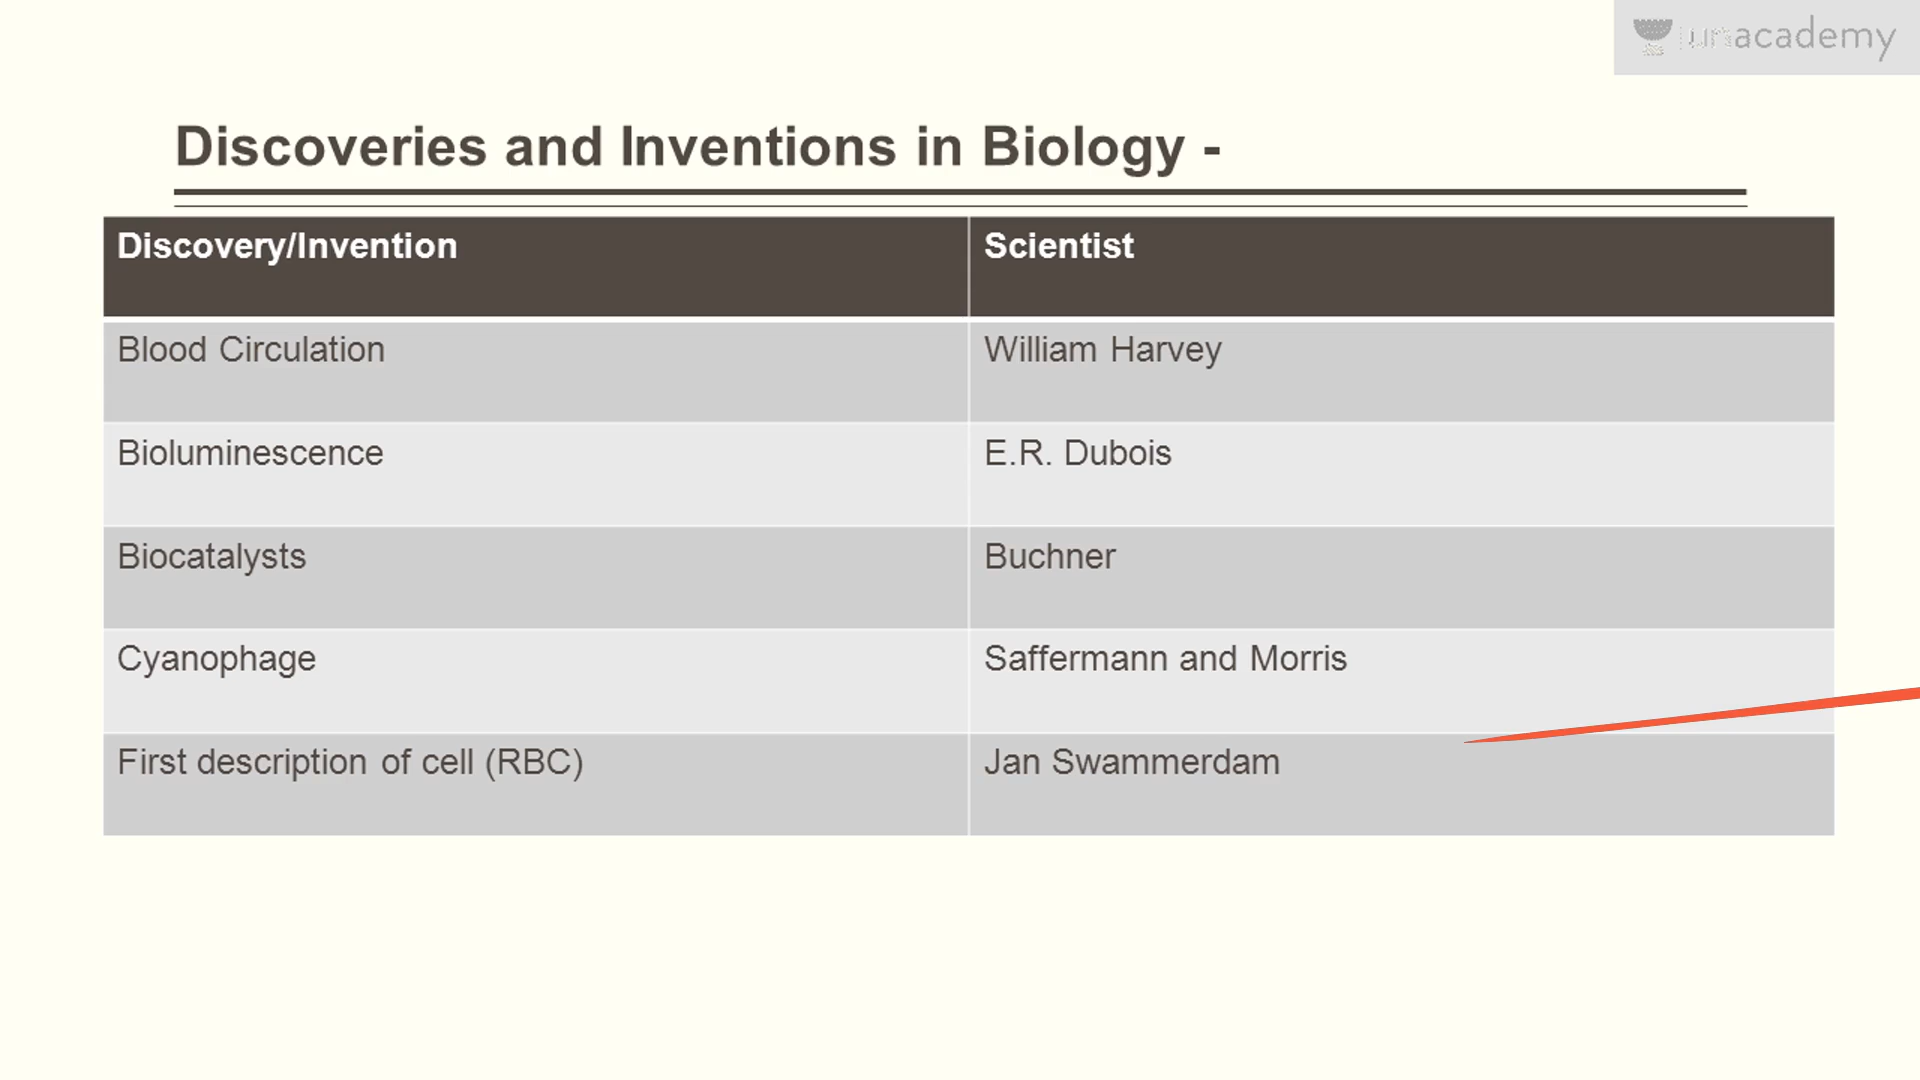 unacademy
Discoveries and Inventions in Biology -
Discovery/Invention Scientist
Blood Circulation William Harvey
Bioluminescence E.R. Dubois
Biocatalysts Buchner
Cyanophage Saffermann and Morris
First description of cell (RBC) Jan Swammerdam